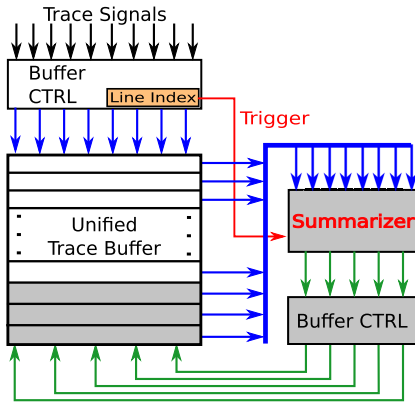 Trace Signals
Buffer
CTRL
Line Index
Trigger
Unified
Trace Buffer
Summarizer
Buffer CTRL